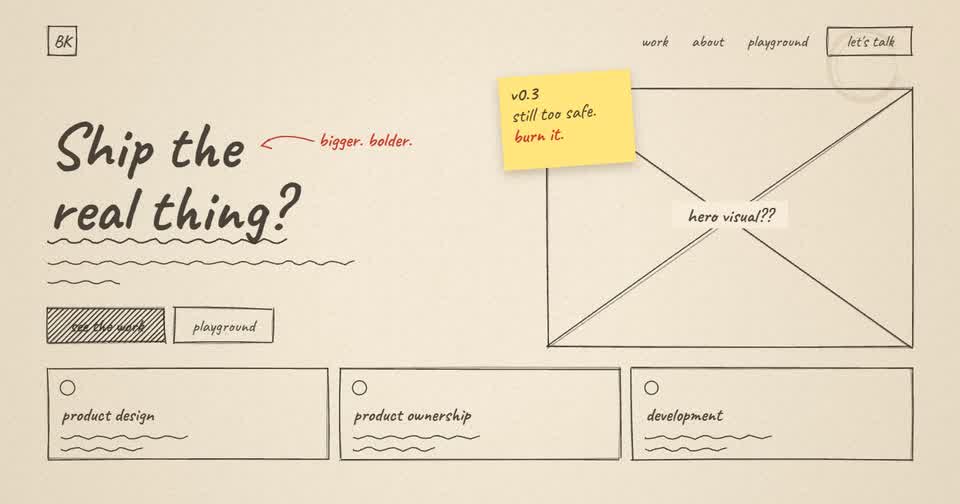 BK
work
about
playground
let's talk
v0.3
still too safe.
burn it.
Ship the
real thing?
bigger. bolder.
hero visual??
see the work
playground
product design
product ownership
development